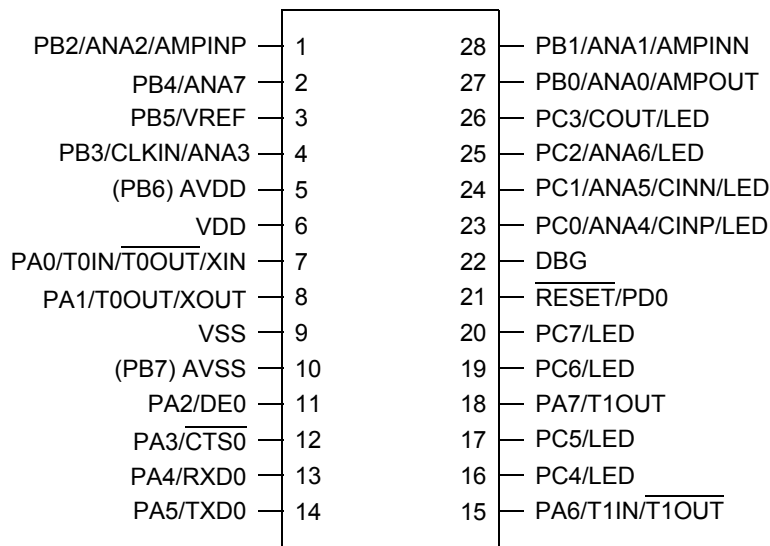 PB2/ANA2/AMPINP 1 28 PB1/ANA1/AMPINN
PB4/ANA7 2 27 PB0/ANA0/AMPOUT
PB5/VREF 3 26 PC3/COUT/LED
PB3/CLKIN/ANA3 4 25 PC2/ANA6/LED
(PB6) AVDD 5 24 PC1/ANA5/CINN/LED
VDD 6 23 PC0/ANA4/CINP/LED
PA0/T0IN/T0OUT/XIN 7 22 DBG
PA1/T0OUT/XOUT 8 21 RESET/PD0
VSS 9 20 PC7/LED
(PB7) AVSS 10 19 PC6/LED
PA2/DE0 11 18 PA7/T1OUT
PA3/CTS0 12 17 PC5/LED
PA4/RXD0 13 16 PC4/LED
PA5/TXD0 14 15 PA6/T1IN/T1OUT